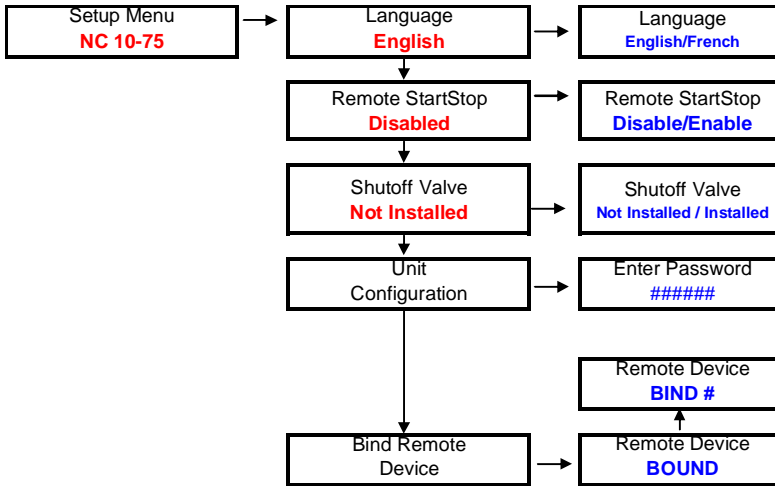 Setup Menu
NC 10-75
Language
English
Language
English/French
Remote StartStop
Disabled
Remote StartStop
Disable/Enable
Shutoff Valve
Not Installed
Shutoff Valve
Not Installed / Installed
Unit
Configuration
Enter Password
######
Remote Device
BIND #
Bind Remote
Device
Remote Device
BOUND